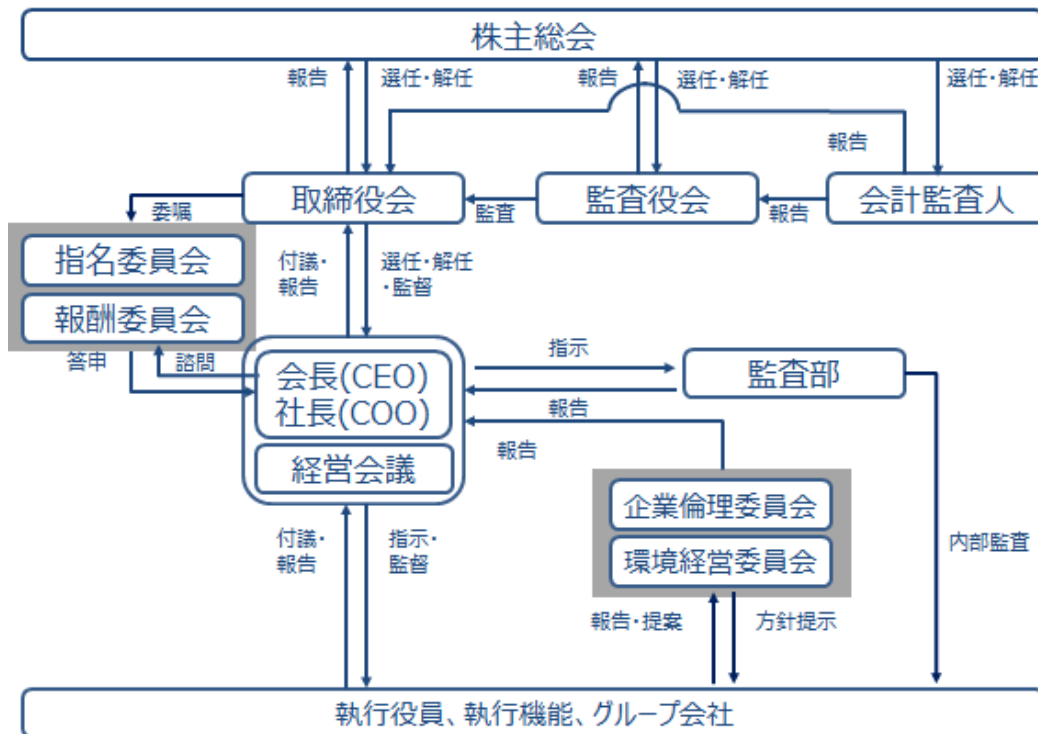 株主総会
報告
選任・解任
報告
選任・解任
選任・解任
報告
取締役会
監査
監査役会
報告
会計監査人
委嘱
指名委員会
報酬委員会
付議・
報告
選任・解任
・監督
答申
諮問
会長(CEO)
社長(COO)
経営会議
指示
監査部
報告
報告
企業倫理委員会
環境経営委員会
内部監査
付議・
報告
指示・
監督
報告・提案
方針提示
執行役員、執行機能、グループ会社